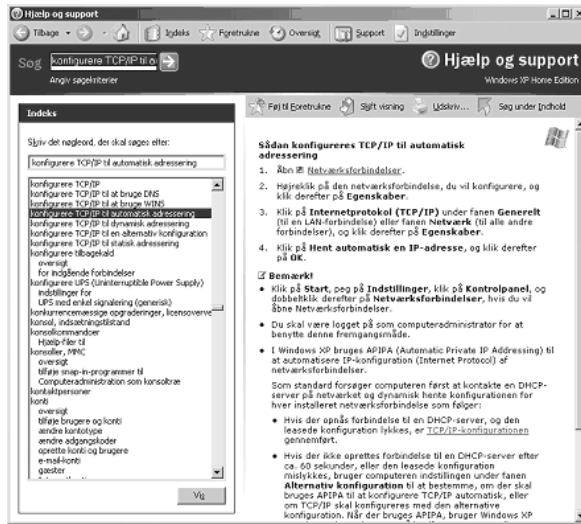 Hjælp og support
Tilbage
Indeks
Foretrukne
Oversigt
Support
Indstillinger
Søg
konfigurere TCP/IP til a
Angiv søgekriterier
Hjælp og support
Windows XP Home Edition
Føj til Foretrukne
Skift visning
Udskriv...
Søg under Indhold
Indeks
Skriv det nøgleord, der skal søges efter:
konfigurere TCP/IP til automatisk adressering
konfigurere TCP/IP
konfigurere TCP/IP til at bruge DNS
konfigurere TCP/IP til at bruge WINS
konfigurere TCP/IP til automatisk adressering
konfigurere TCP/IP til dynamisk adressering
konfigurere TCP/IP til en alternativ konfiguration
konfigurere TCP/IP til statisk adressering
konfigurere tilbagekald
oversigt
for indgående forbindelser
konfigurere UPS (Uninterruptible Power Supply)
indstillinger for
UPS med enkel signalering (generisk)
konkurrencemæssige opgraderinger, licensoverve
konsol, indsætningstilstand
konsolkommandoer
Hjælp-filer til
konsoller, MMC
oversigt
tilføje snap-in-programmer til
Computeradministration som konsoltræ
kontaktpersoner
konti
oversigt
tilføje brugere og konti
ændre kontotype
ændre adgangskoder
oprette konti og brugere
e-mail-konti
gæster
Vis
Sådan konfigureres TCP/IP til automatisk
adressering
1. Åbn Netværksforbindelser.
2. Højreklik på den netværksforbindelse, du vil konfigurere, og
klik derefter på Egenskaber.
3. Klik på Internetprotokol (TCP/IP) under fanen Generelt
(til en LAN-forbindelse) eller fanen Netværk (til alle andre
forbindelser), og klik derefter på Egenskaber.
4. Klik på Hent automatisk en IP-adresse, og klik derefter
på OK.
Bemærk!
• Klik på Start, peg på Indstillinger, klik på Kontrolpanel, og
dobbeltklik derefter på Netværksforbindelser, hvis du vil
åbne Netværksforbindelser.
• Du skal være logget på som computeradministrator for at
benytte denne fremgangsmåde.
• I Windows XP bruges APIPA (Automatic Private IP Addressing) til
at automatisere IP-konfiguration (Internet Protocol) af
netværksforbindelser.
Som standard forsøger computeren først at kontakte en DHCP-
server på netværket og dynamisk hente konfigurationen for
hver installeret netværksforbindelse som følger:
• Hvis der opnås forbindelse til en DHCP-server, og den
leasede konfiguration lykkes, er TCP/IP-konfigurationen
gennemført.
• Hvis der ikke oprettes forbindelse til en DHCP-server efter
ca. 60 sekunder, eller den leasede konfiguration
mislykkes, bruger computeren indstillingen under fanen
Alternativ konfiguration til at bestemme, om der skal
bruges APIPA til at konfigurere TCP/IP automatisk, eller
om TCP/IP skal konfigureres med den alternative
konfiguration. Når der bruges APIPA, bruger Windows XP